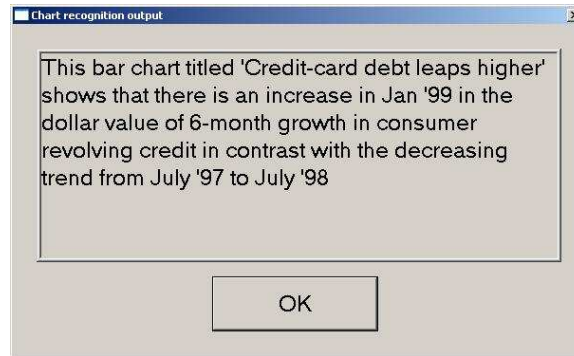 Chart recognition output
This bar chart titled 'Credit-card debt leaps higher'
shows that there is an increase in Jan '99 in the
dollar value of 6-month growth in consumer
revolving credit in contrast with the decreasing
trend from July '97 to July '98
OK